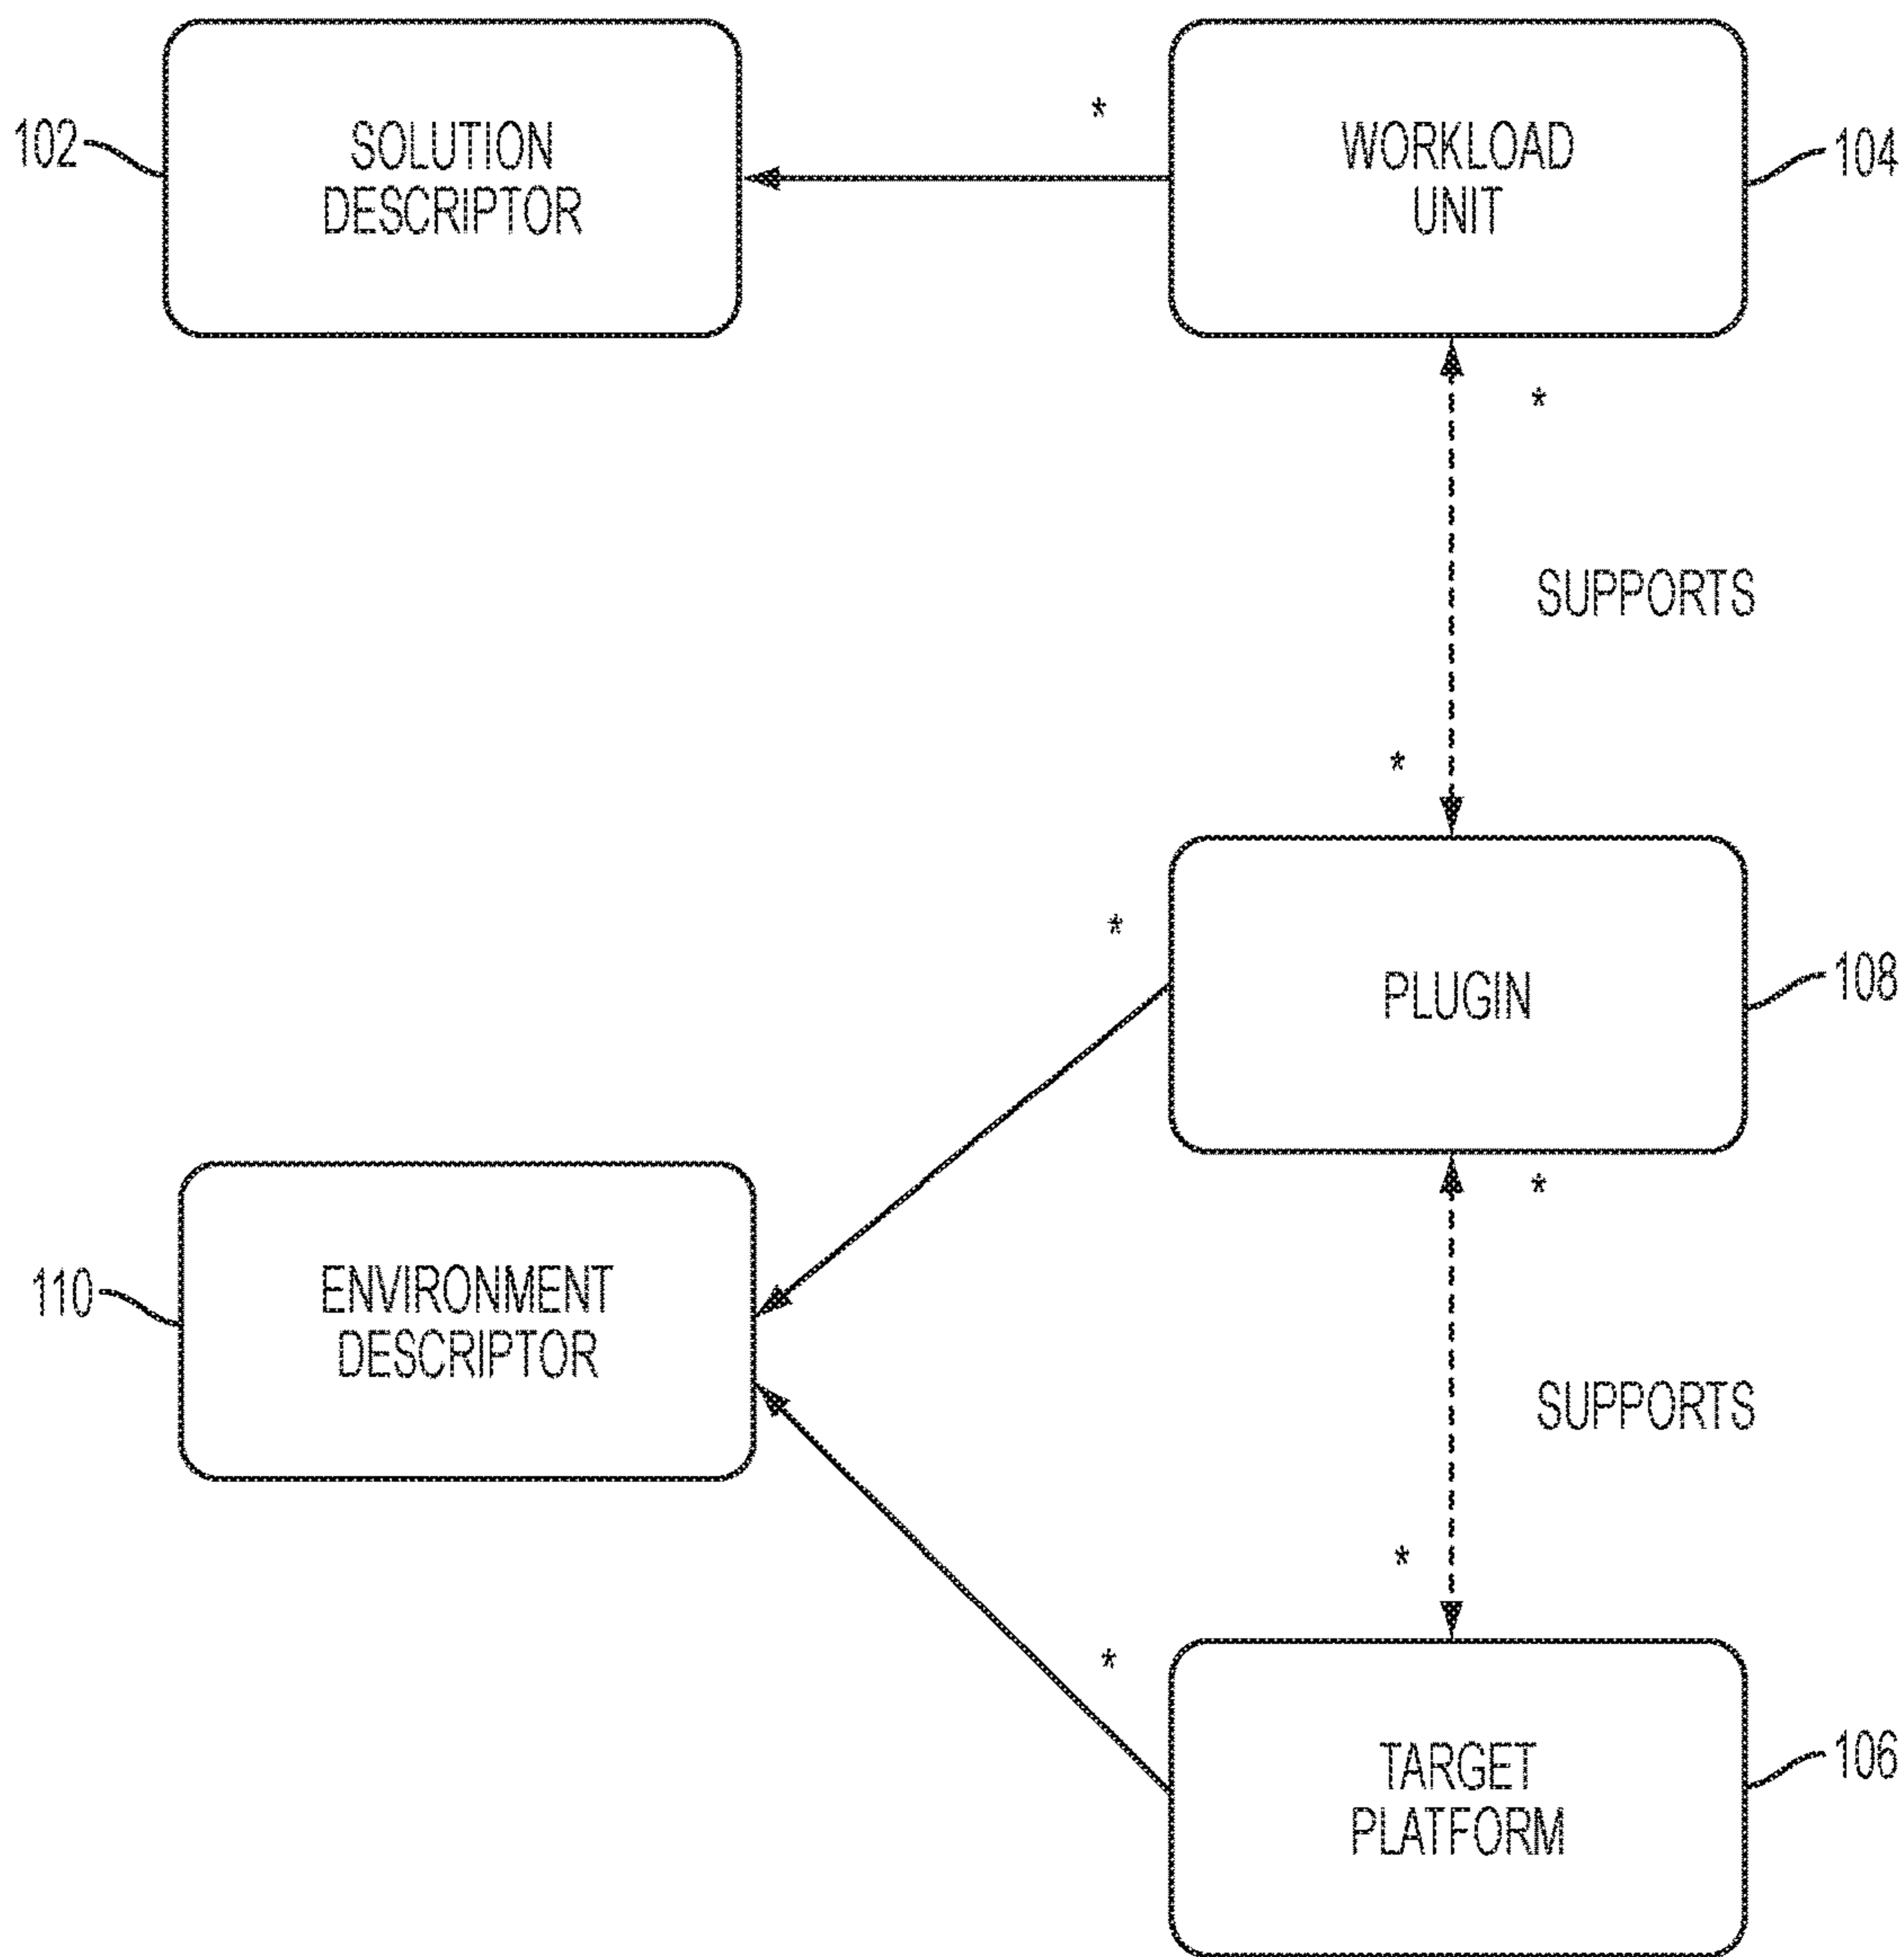 102
SOLUTION
DESCRIPTOR
*
WORKLOAD
UNIT
104
*
SUPPORTS
*
*
PLUGIN
108
*
110
ENVIRONMENT
DESCRIPTOR
SUPPORTS
*
*
TARGET
PLATFORM
106